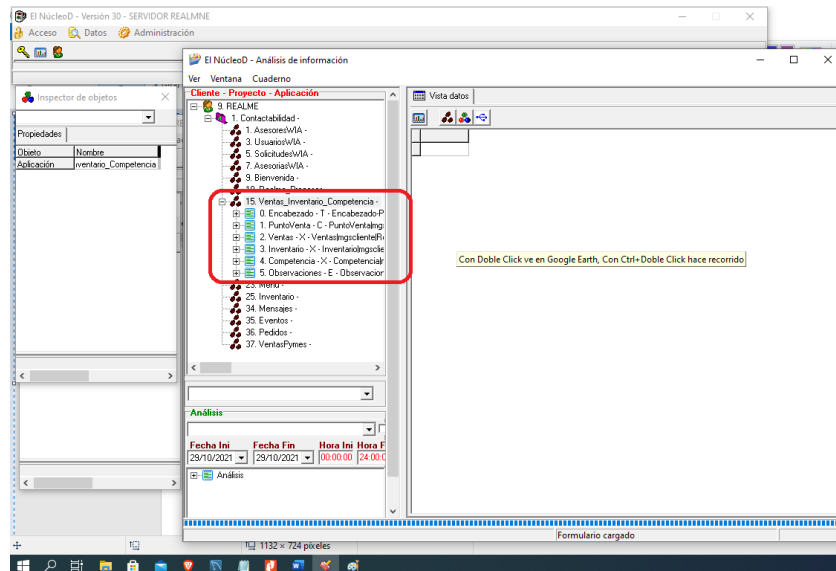 El NúcleoD - Versión 30 - SERVIDOR REALMNE
Acceso Datos Administración
El NúcleoD - Análisis de información
Ver Ventana Cuaderno
Inspector de objetos
Propiedades
Objeto Nombre
Aplicación ventario_Competencia
Cliente - Proyecto - Aplicación
9. REALME
1. Contactabilidad -
1. AsesoresWIA -
3. UsuariosWIA -
5. SolicitudesWIA -
7. AsesoriasWIA -
9. Bienvenida -
15. Ventas_Inventario_Competencia -
0. Encabezado - T - Encabezado-P
1. PuntoVenta - C - PuntoVenta|mg
2. Ventas - X - Ventas|mgscliente|R
3. Inventario - X - Inventario|mgsclie
4. Competencia - X - Competencia|
5. Observaciones - E - Observacion
23. Menú -
25. Inventario -
34. Mensajes -
35. Eventos -
36. Pedidos -
37. VentasPymes -
Análisis
Fecha Ini Fecha Fin Hora Ini Hora F
29/10/2021 29/10/2021 00:00:00 24:00:0
Análisis
Vista datos
Con Doble Click ve en Google Earth, Con Ctrl+Doble Click hace recorrido
Formulario cargado
1132 × 724 píxeles